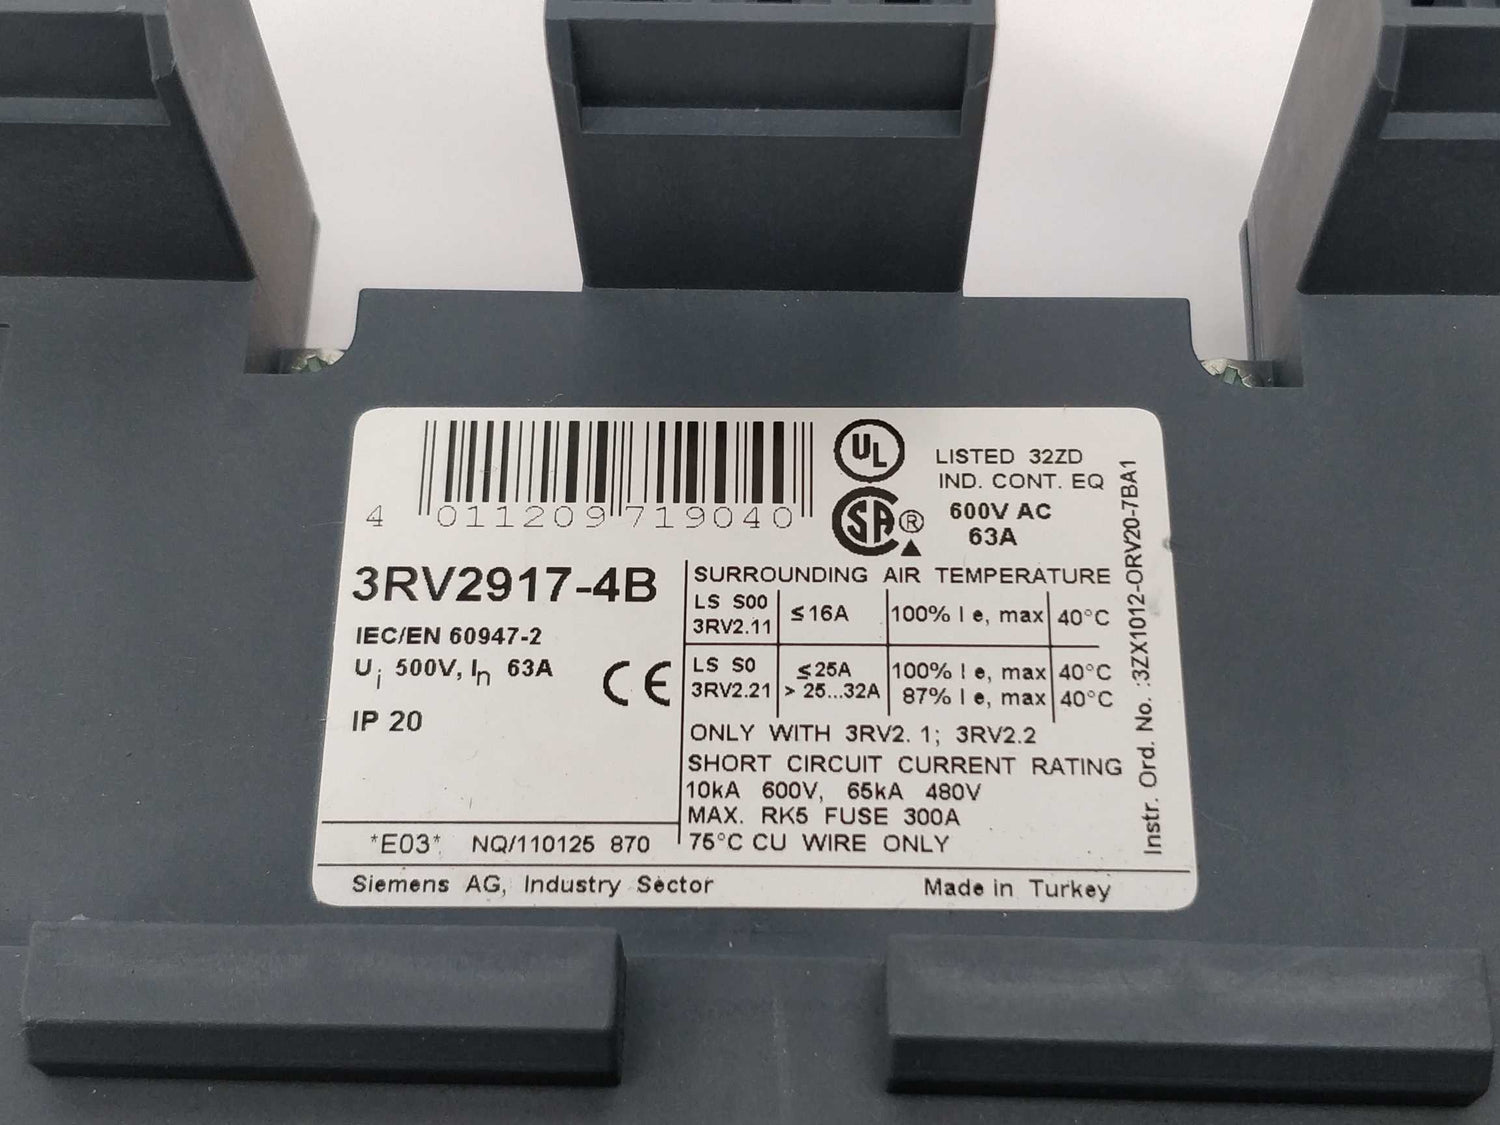 4 011209 719040
UL
SA ®
LISTED 32ZD
IND. CONT. EQ
600V AC
63A
3RV2917-4B
IEC/EN 60947-2
Ui 500V, In 63A
CE
IP 20
SURROUNDING AIR TEMPERATURE
LS S00 3RV2.11 ≤16A 100% I e, max 40°C
LS S0 ≤25A 100% I e, max 40°C
3RV2.21 > 25...32A 87% I e, max 40°C
ONLY WITH 3RV2. 1; 3RV2.2
SHORT CIRCUIT CURRENT RATING
10kA 600V, 65kA 480V
MAX. RK5 FUSE 300A
75°C CU WIRE ONLY
*E03* NQ/110125 870
Siemens AG, Industry Sector
Made in Turkey
Instr. Ord. No. :3ZX1012-ORV20-7BA1